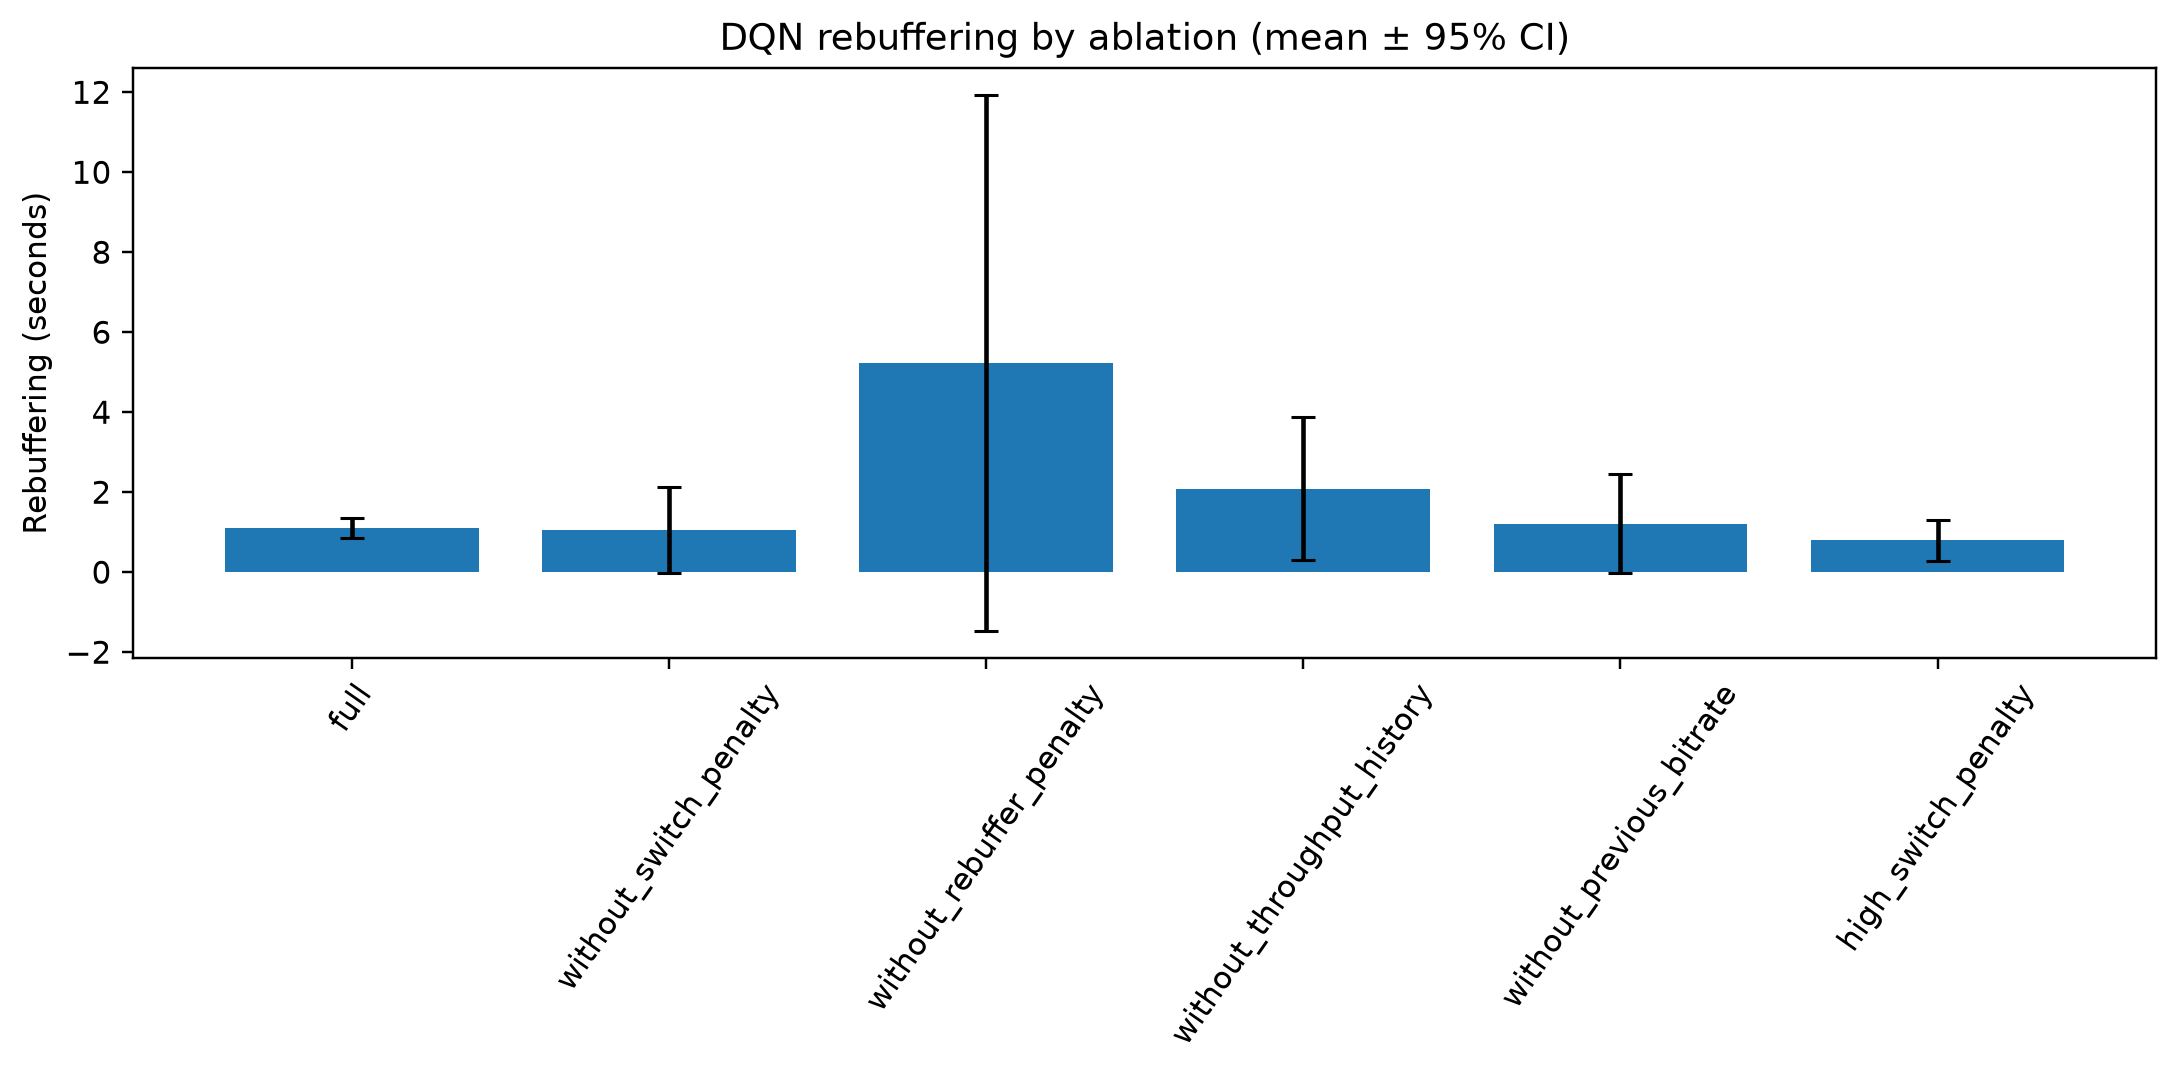 DQN rebuffering by ablation (mean ± 95% CI)
Rebuffering (seconds)
12
10
8
6
4
2
0
−2
full
without_switch_penalty
without_rebuffer_penalty
without_throughput_history
without_previous_bitrate
high_switch_penalty